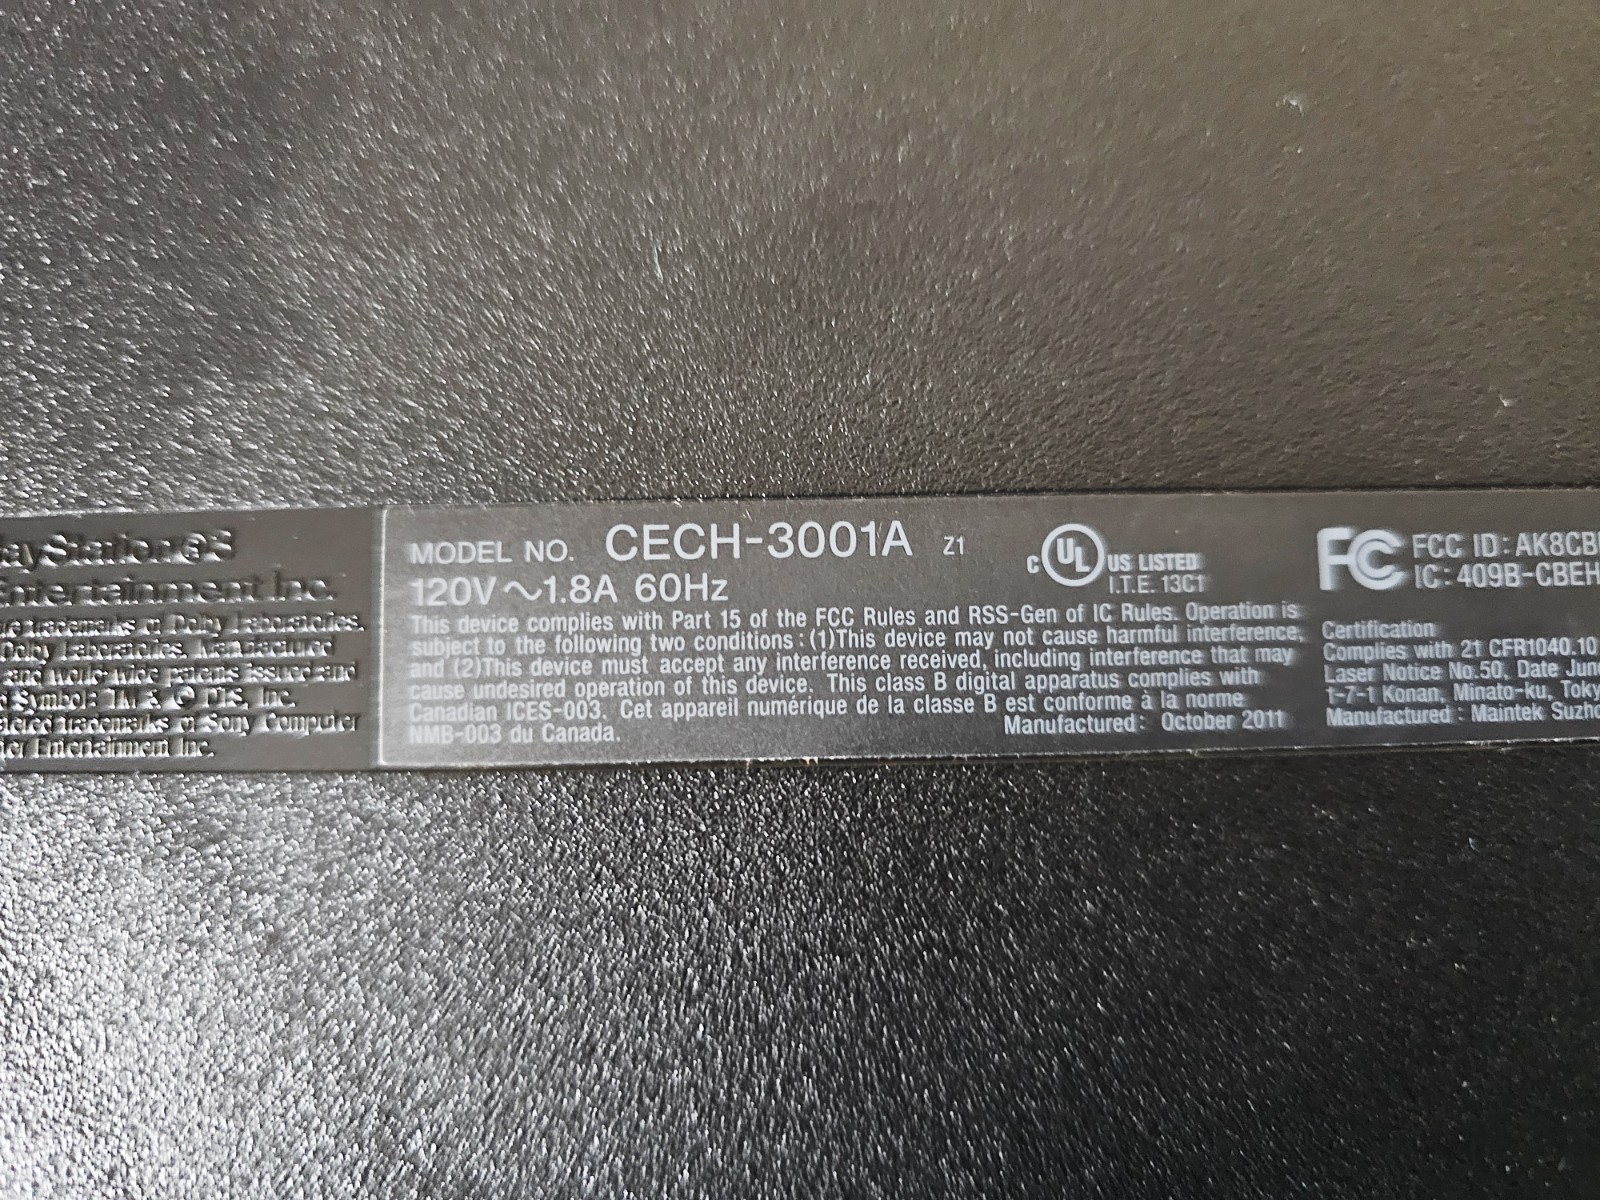 layStation®3
Entertainment Inc.
are trademarks of Dolby Laboratories.
Dolby Laboratories. Manufactured
and world wide patents issued and
Symbol: TM & © DTS, Inc.
trademarks of Sony Computer
Entertainment Inc.
MODEL NO. CECH-3001A Z1
120V~1.8A 60Hz
This device complies with Part 15 of the FCC Rules and RSS-Gen of IC Rules. Operation is
subject to the following two conditions : (1)This device may not cause harmful interference,
and (2)This device must accept any interference received, including interference that may
cause undesired operation of this device. This class B digital apparatus complies with
Canadian ICES-003. Cet appareil numérique de la classe B est conforme à la norme
NMB-003 du Canada.
Manufactured : October 2011
C UL US LISTED
I.T.E. 13C1
FC FCC ID : AK8CB
IC : 409B-CBEH
Certification
Complies with 21 CFR1040.10
Laser Notice No.50, Date Jun
1-7-1 Konan, Minato-ku, Toky
Manufactured : Maintek Suzho